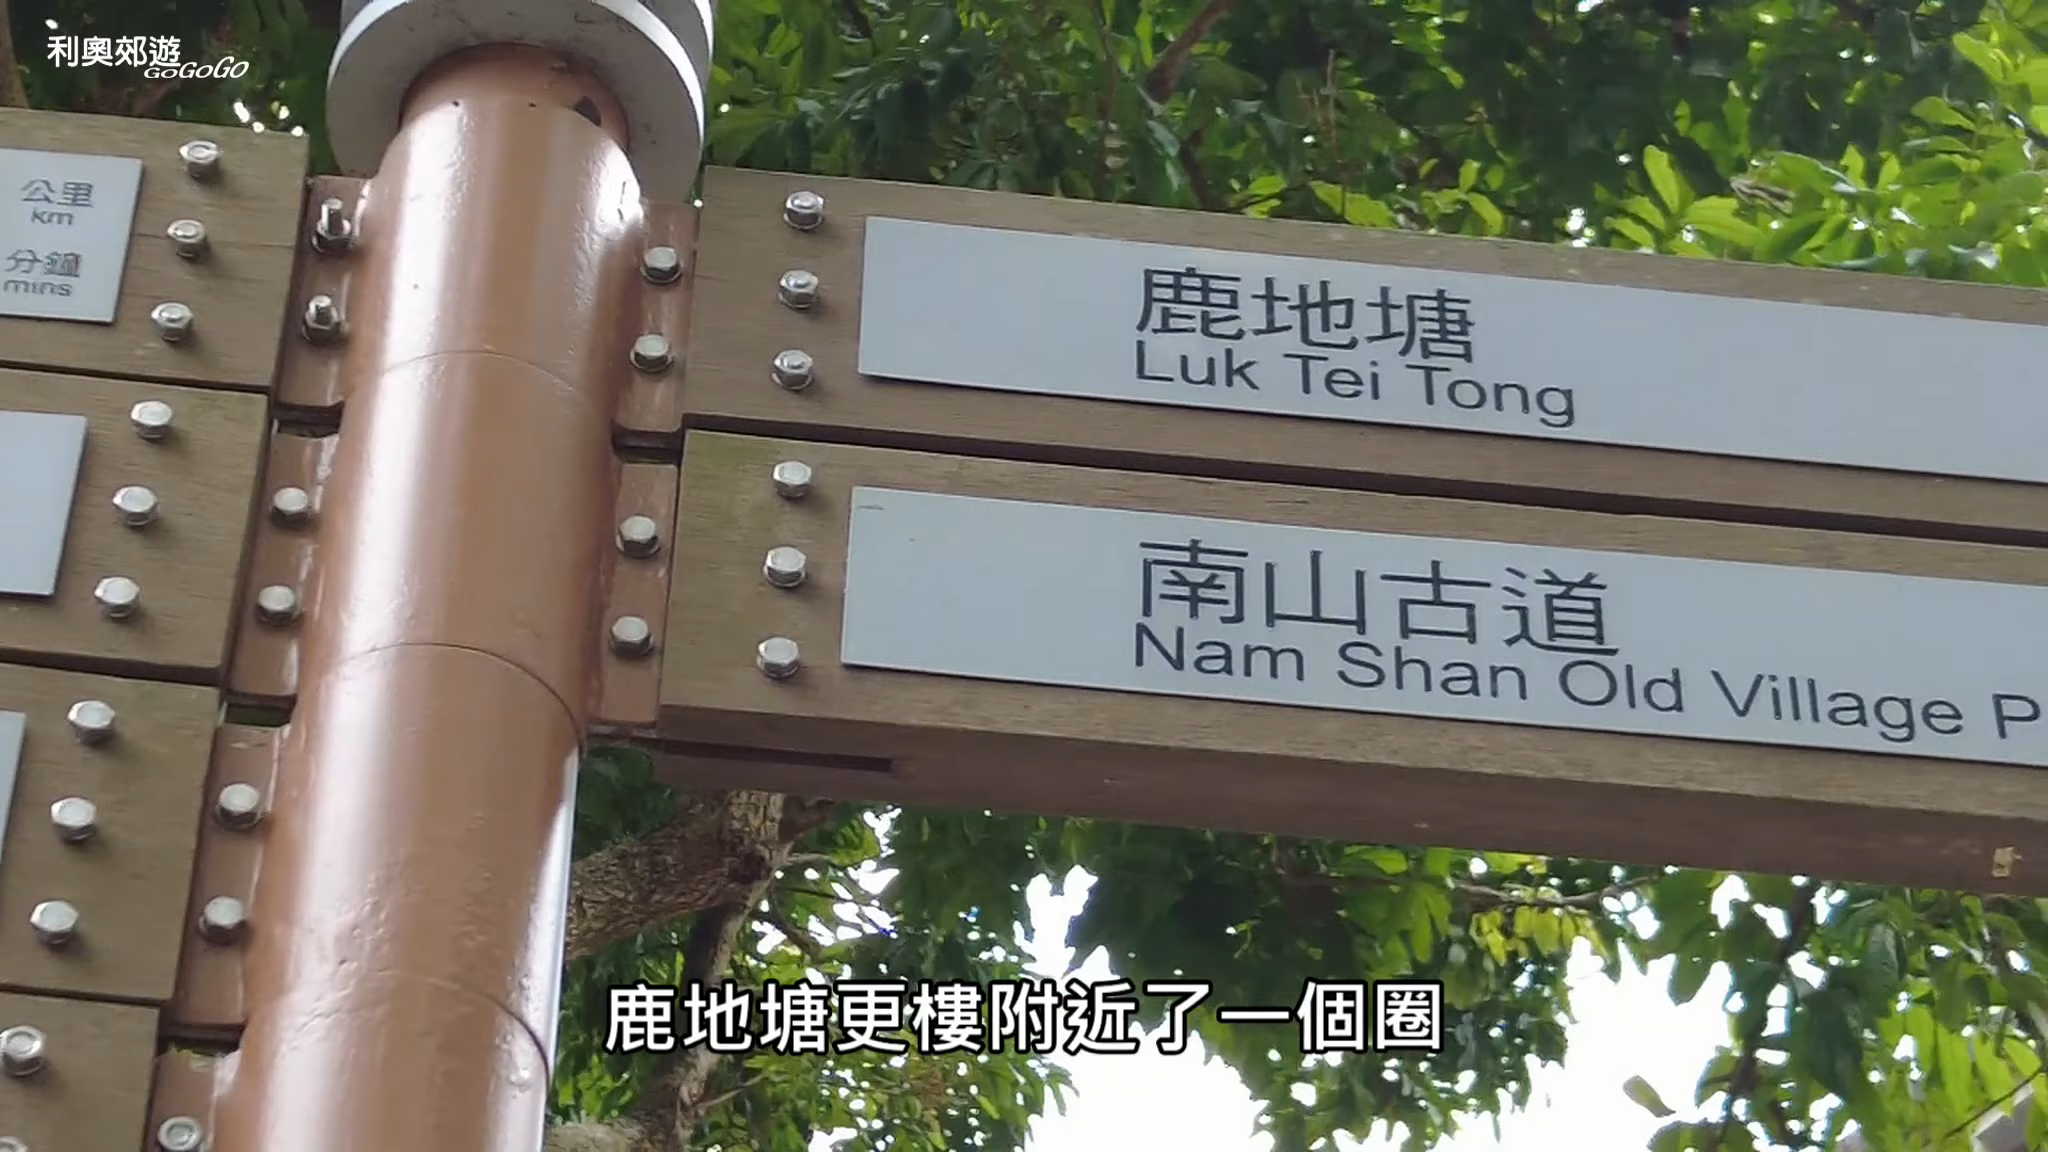 利奧郊遊
GOGOGO
公里
km
分鐘
mins
鹿地塘
Luk Tei Tong
南山古道
Nam Shan Old Village P
鹿地塘更樓附近了一個圈